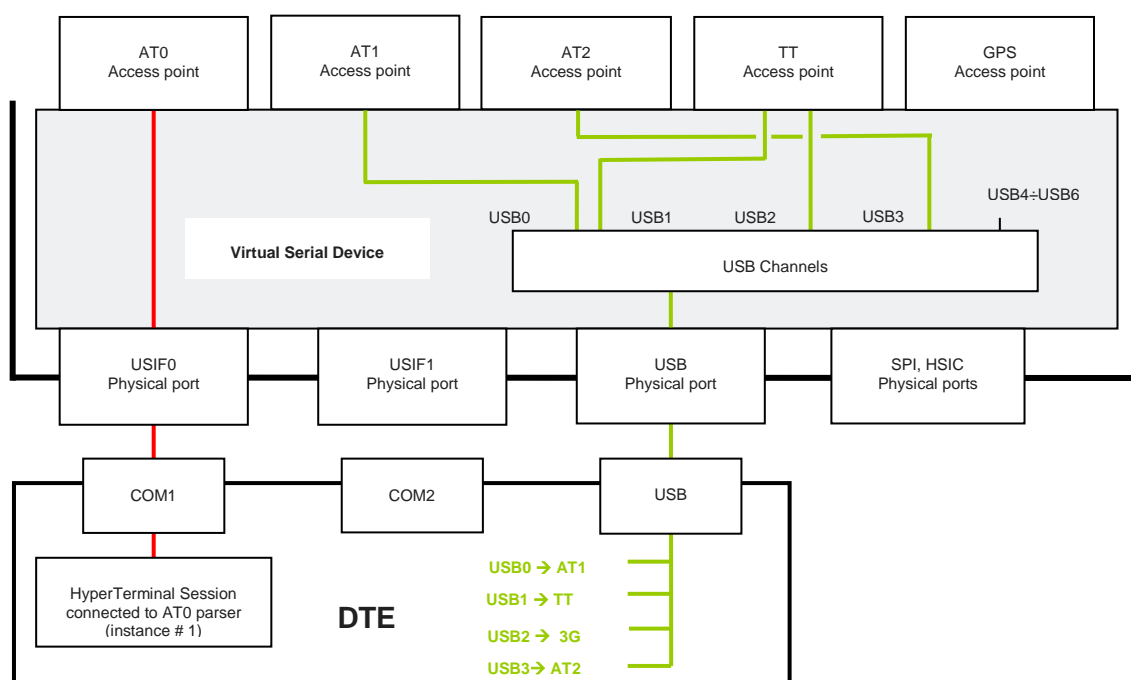 AT0
Access point
AT1
Access point
AT2
Access point
TT
Access point
GPS
Access point
USB4÷USB6
USB0
USB1
USB2
USB3
Virtual Serial Device
USB Channels
USIF0
Physical port
USIF1
Physical port
USB
Physical port
SPI, HSIC
Physical ports
COM1
COM2
USB
HyperTerminal Session
connected to AT0 parser
(instance # 1)
DTE
USB0 → AT1
USB1 → TT
USB2 → 3G
USB3→ AT2